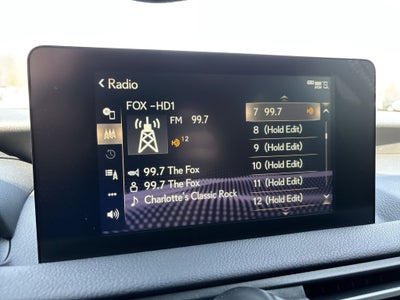 Radio
FOX -HD1
FM 99.7
12
99.7 The Fox
99.7 The Fox
Charlotte's Classic Rock
7 99.7
8 (Hold Edit)
9 (Hold Edit)
10 (Hold Edit)
11 (Hold Edit)
12 (Hold Edit)